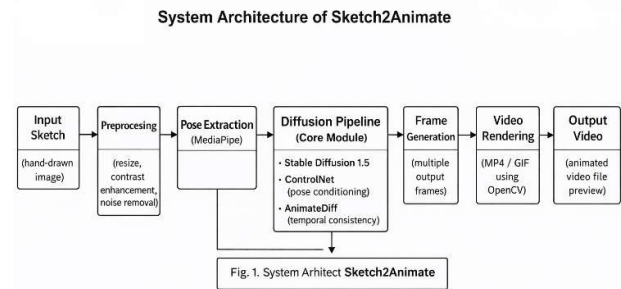 System Architecture of Sketch2Animate
Input
Sketch
(hand-drawn
image)
Preprocesing
(resize,
contrast
enhancement,
noise removal)
Pose Extraction
(MediaPipe)
Diffusion Pipeline
(Core Module)
• Stable Diffusion 1.5
• ControlNet
(pose conditioning)
• AnimateDiff
(temporal consistency)
Frame
Generation
(multiple
output
frames)
Video
Rendering
(MP4 / GIF
using
OpenCV)
Output
Video
(animated
video file
preview)
Fig. 1. System Arhitect Sketch2Animate